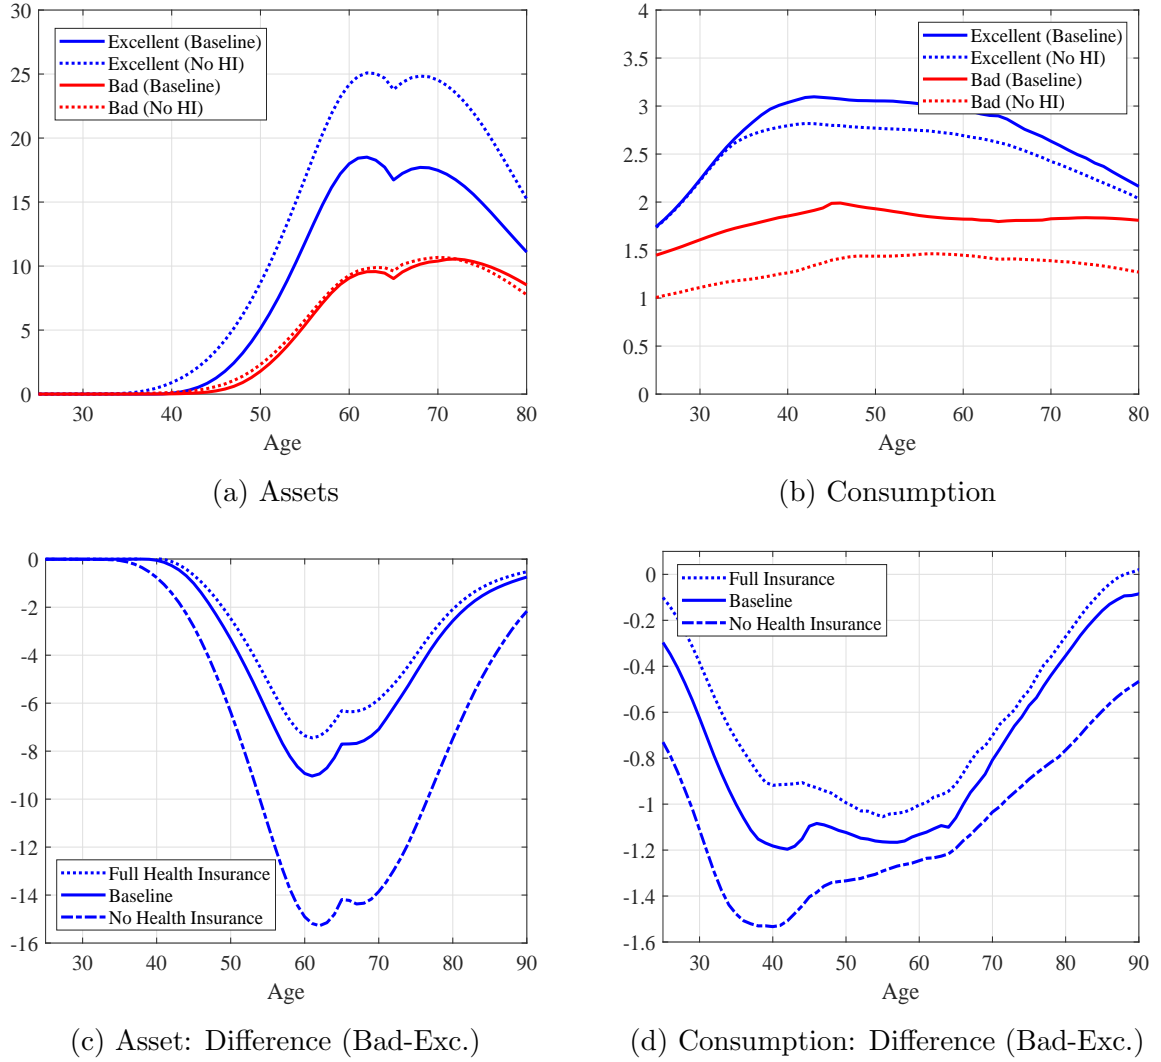 30
25
20
15
10
5
0
Excellent (Baseline)
Excellent (No HI)
Bad (Baseline)
Bad (No HI)
30 40 50 60 70 80
Age
(a) Assets
4
3.5
3
2.5
2
1.5
1
0.5
0
Excellent (Baseline)
Excellent (No HI)
Bad (Baseline)
Bad (No HI)
30 40 50 60 70 80
Age
(b) Consumption
0
-2
-4
-6
-8
-10
-12
-14
-16
Full Health Insurance
Baseline
No Health Insurance
30 40 50 60 70 80 90
Age
(c) Asset: Difference (Bad-Exc.)
0
-0.2
-0.4
-0.6
-0.8
-1
-1.2
-1.4
-1.6
Full Insurance
Baseline
No Health Insurance
30 40 50 60 70 80 90
Age
(d) Consumption: Difference (Bad-Exc.)